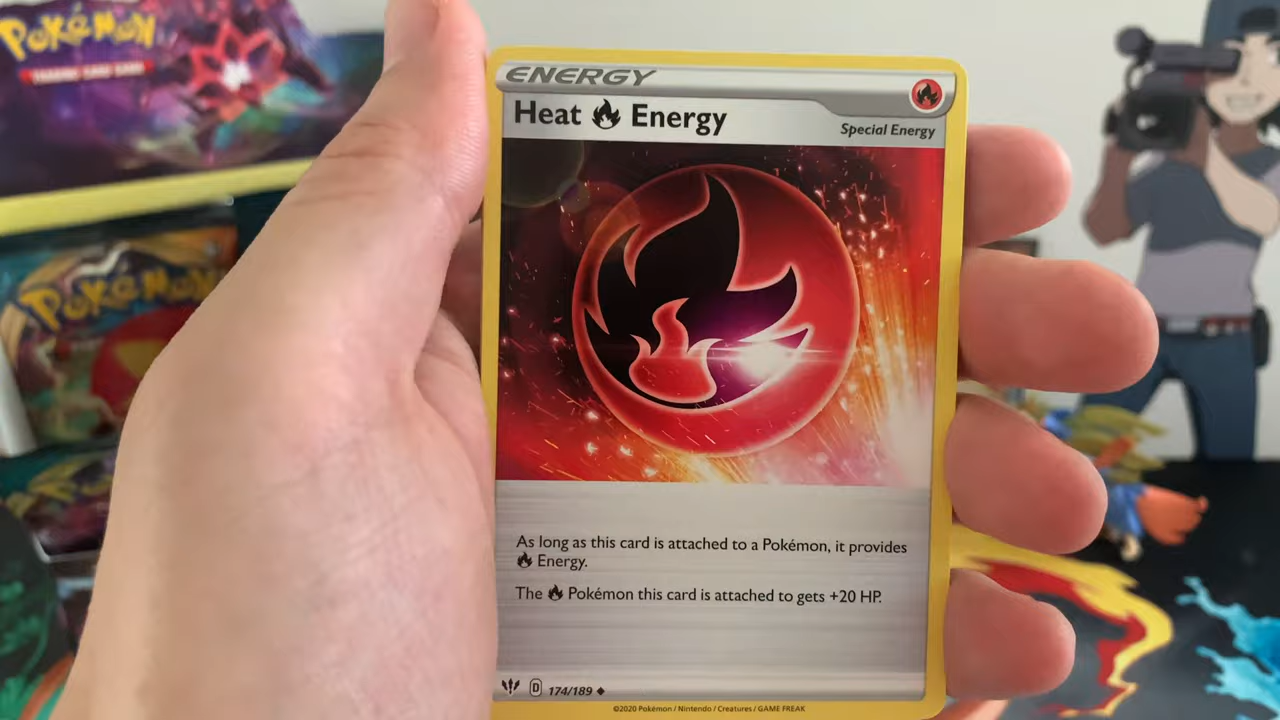 Pokémon
TRADING CARD GAME
Pokémon
ENERGY
Heat Energy
Special Energy
As long as this card is attached to a Pokémon, it provides
Energy.
The Pokémon this card is attached to gets +20 HP.
D 174/189
©2020 Pokémon / Nintendo / Creatures / GAME FREAK